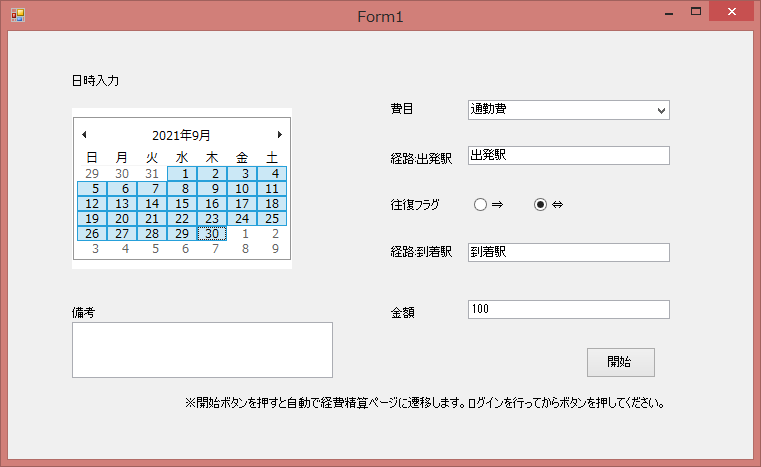 Form1
日時入力
2021年9月
日 月 火 水 木 金 土
29 30 31 1 2 3 4
5 6 7 8 9 10 11
12 13 14 15 16 17 18
19 20 21 22 23 24 25
26 27 28 29 30 1 2
3 4 5 6 7 8 9
費目 通勤費
経路:出発駅 出発駅
往復フラグ ⇒ ⇔
経路:到着駅 到着駅
備考
金額 100
開始
※開始ボタンを押すと自動で経費精算ページに遷移します。ログインを行ってからボタンを押してください。